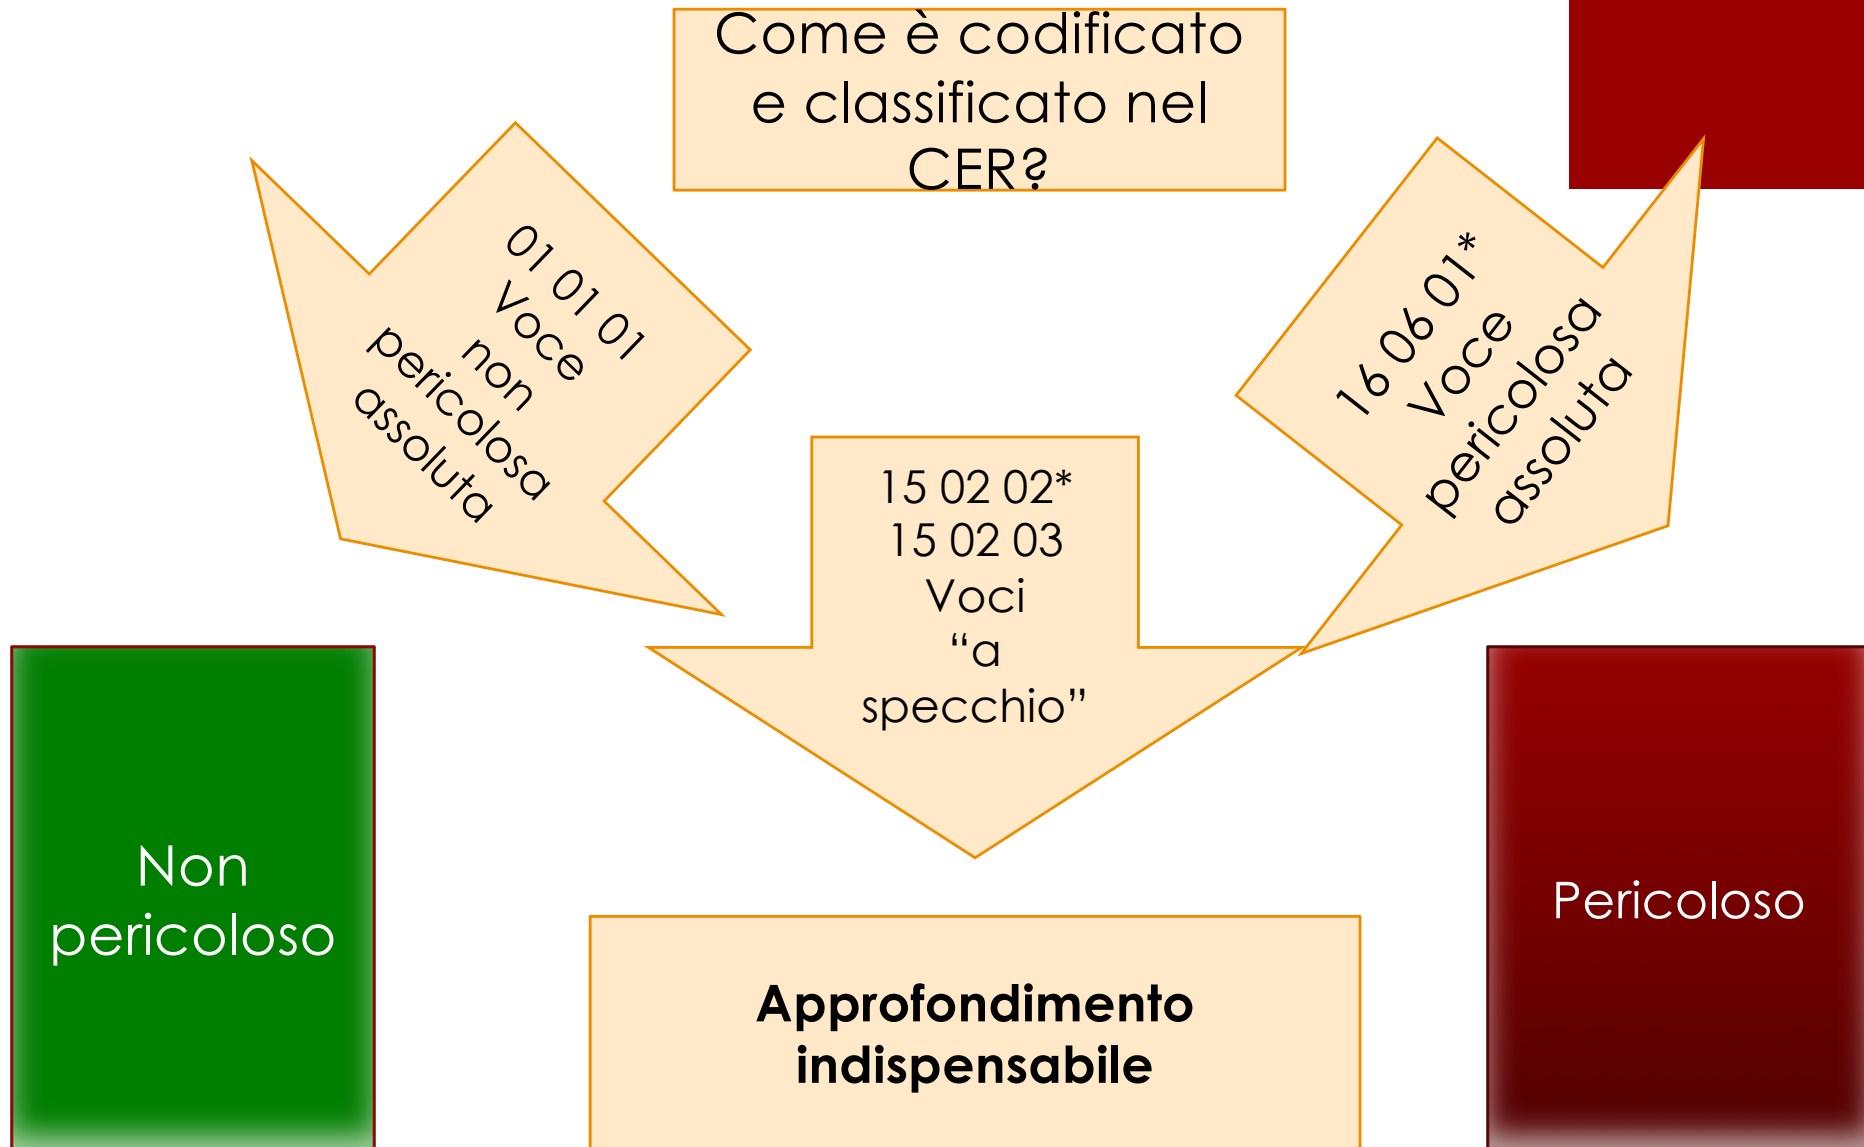 Come è codificato
e classificato nel
CER?
01 01 01
Voce
non
pericolosa
assoluta
16 06 01*
Voce
pericolosa
assoluta
15 02 02*
15 02 03
Voci
“a
specchio”
Non
pericoloso
Pericoloso
Approfondimento
indispensabile